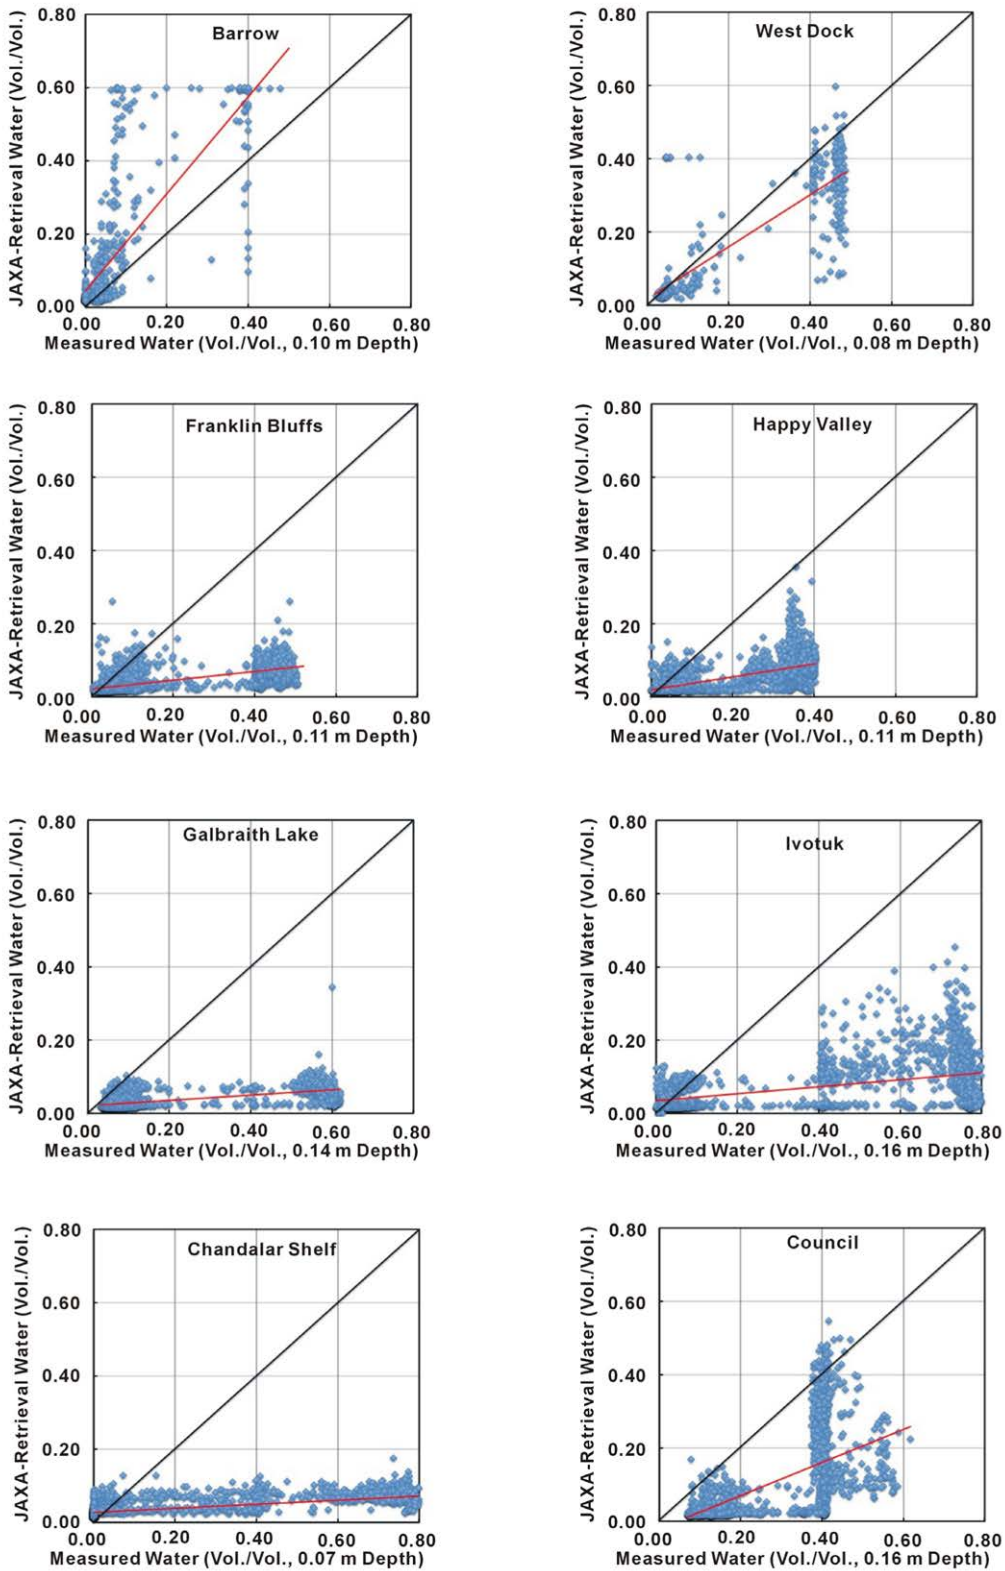 Barrow
JAXA-Retrieval Water (Vol./Vol.)
0.80
0.60
0.40
0.20
0.00
0.00 0.20 0.40 0.60 0.80
Measured Water (Vol./Vol., 0.10 m Depth)
West Dock
JAXA-Retrieval Water (Vol./Vol.)
0.80
0.60
0.40
0.20
0.00
0.00 0.20 0.40 0.60 0.80
Measured Water (Vol./Vol., 0.08 m Depth)
Franklin Bluffs
JAXA-Retrieval Water (Vol./Vol.)
0.80
0.60
0.40
0.20
0.00
0.00 0.20 0.40 0.60 0.80
Measured Water (Vol./Vol., 0.11 m Depth)
Happy Valley
JAXA-Retrieval Water (Vol./Vol.)
0.80
0.60
0.40
0.20
0.00
0.00 0.20 0.40 0.60 0.80
Measured Water (Vol./Vol., 0.11 m Depth)
Galbraith Lake
JAXA-Retrieval Water (Vol./Vol.)
0.80
0.60
0.40
0.20
0.00
0.00 0.20 0.40 0.60 0.80
Measured Water (Vol./Vol., 0.14 m Depth)
Ivotuk
JAXA-Retrieval Water (Vol./Vol.)
0.80
0.60
0.40
0.20
0.00
0.00 0.20 0.40 0.60 0.80
Measured Water (Vol./Vol., 0.16 m Depth)
Chandalar Shelf
JAXA-Retrieval Water (Vol./Vol.)
0.80
0.60
0.40
0.20
0.00
0.00 0.20 0.40 0.60 0.80
Measured Water (Vol./Vol., 0.07 m Depth)
Council
JAXA-Retrieval Water (Vol./Vol.)
0.80
0.60
0.40
0.20
0.00
0.00 0.20 0.40 0.60 0.80
Measured Water (Vol./Vol., 0.16 m Depth)